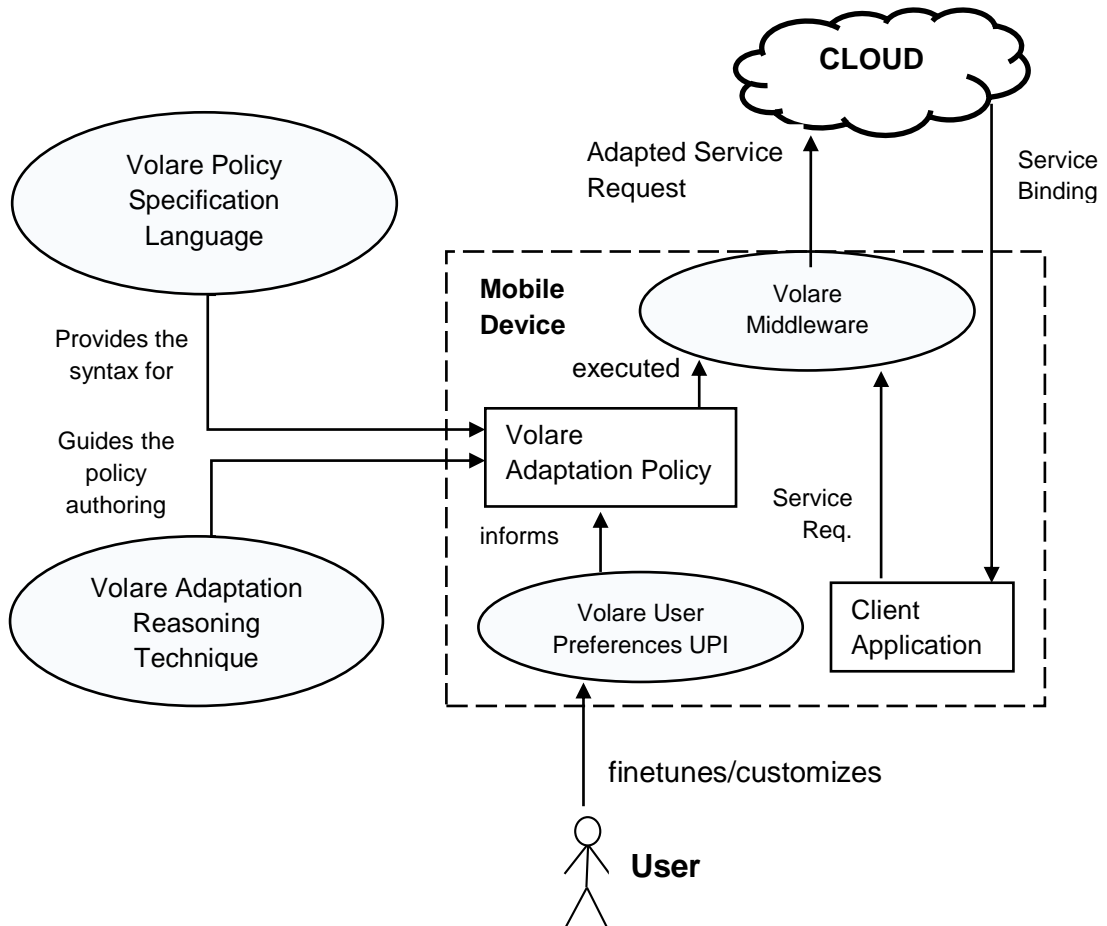 CLOUD
Adapted Service
Request
Service
Binding
Volare Policy
Specification
Language
Mobile
Device
Volare
Middleware
Provides the
syntax for
executed
Volare
Adaptation Policy
Guides the
policy
authoring
Service
Req.
informs
Volare Adaptation
Reasoning
Technique
Volare User
Preferences UPI
Client
Application
finetunes/customizes
User